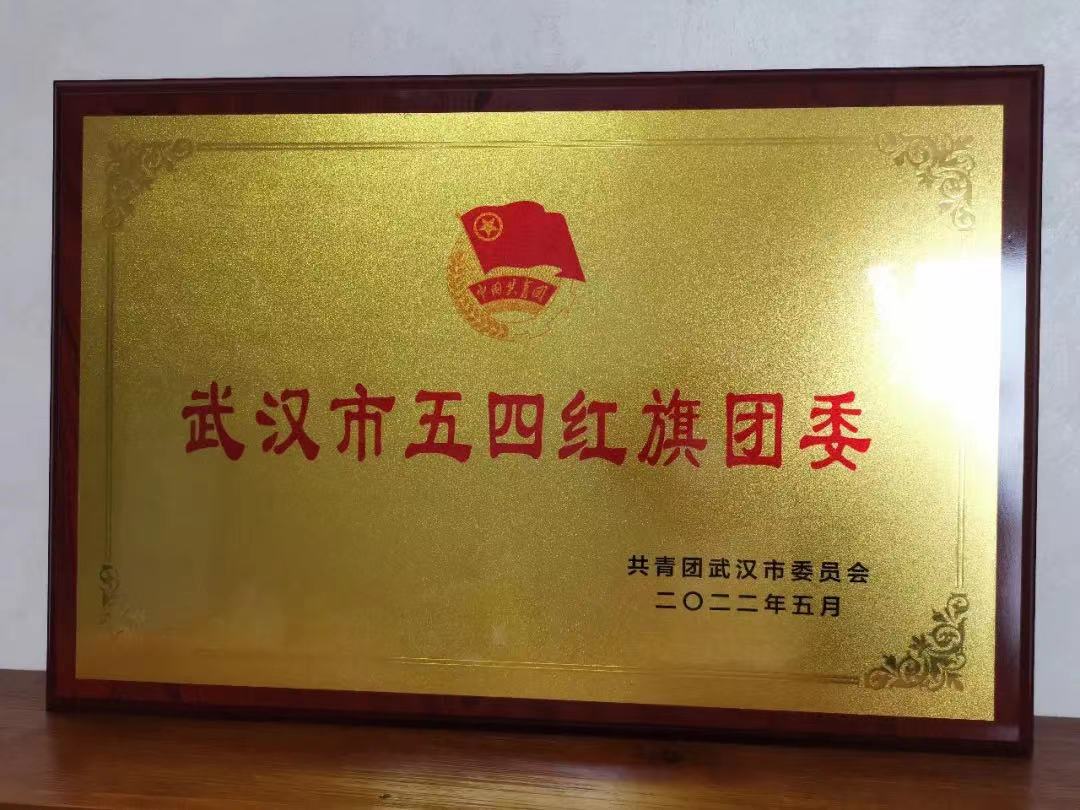 中国共青团
武汉市五四红旗团委
共青团武汉市委员会
二〇二二年五月